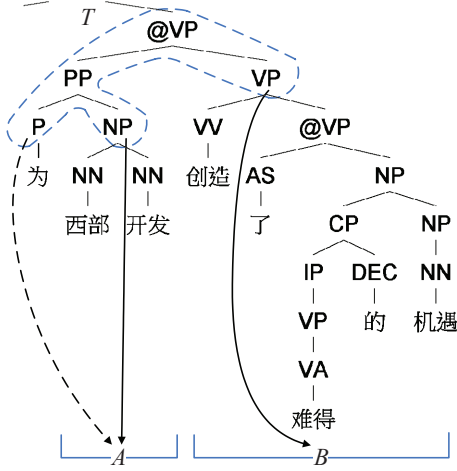 T
@VP
PP VP
P NP VV @VP
为 NN NN 创造 AS NP
西部 开发 了 CP NP
IP DEC NN
VP 的 机遇
VA
难得
A B